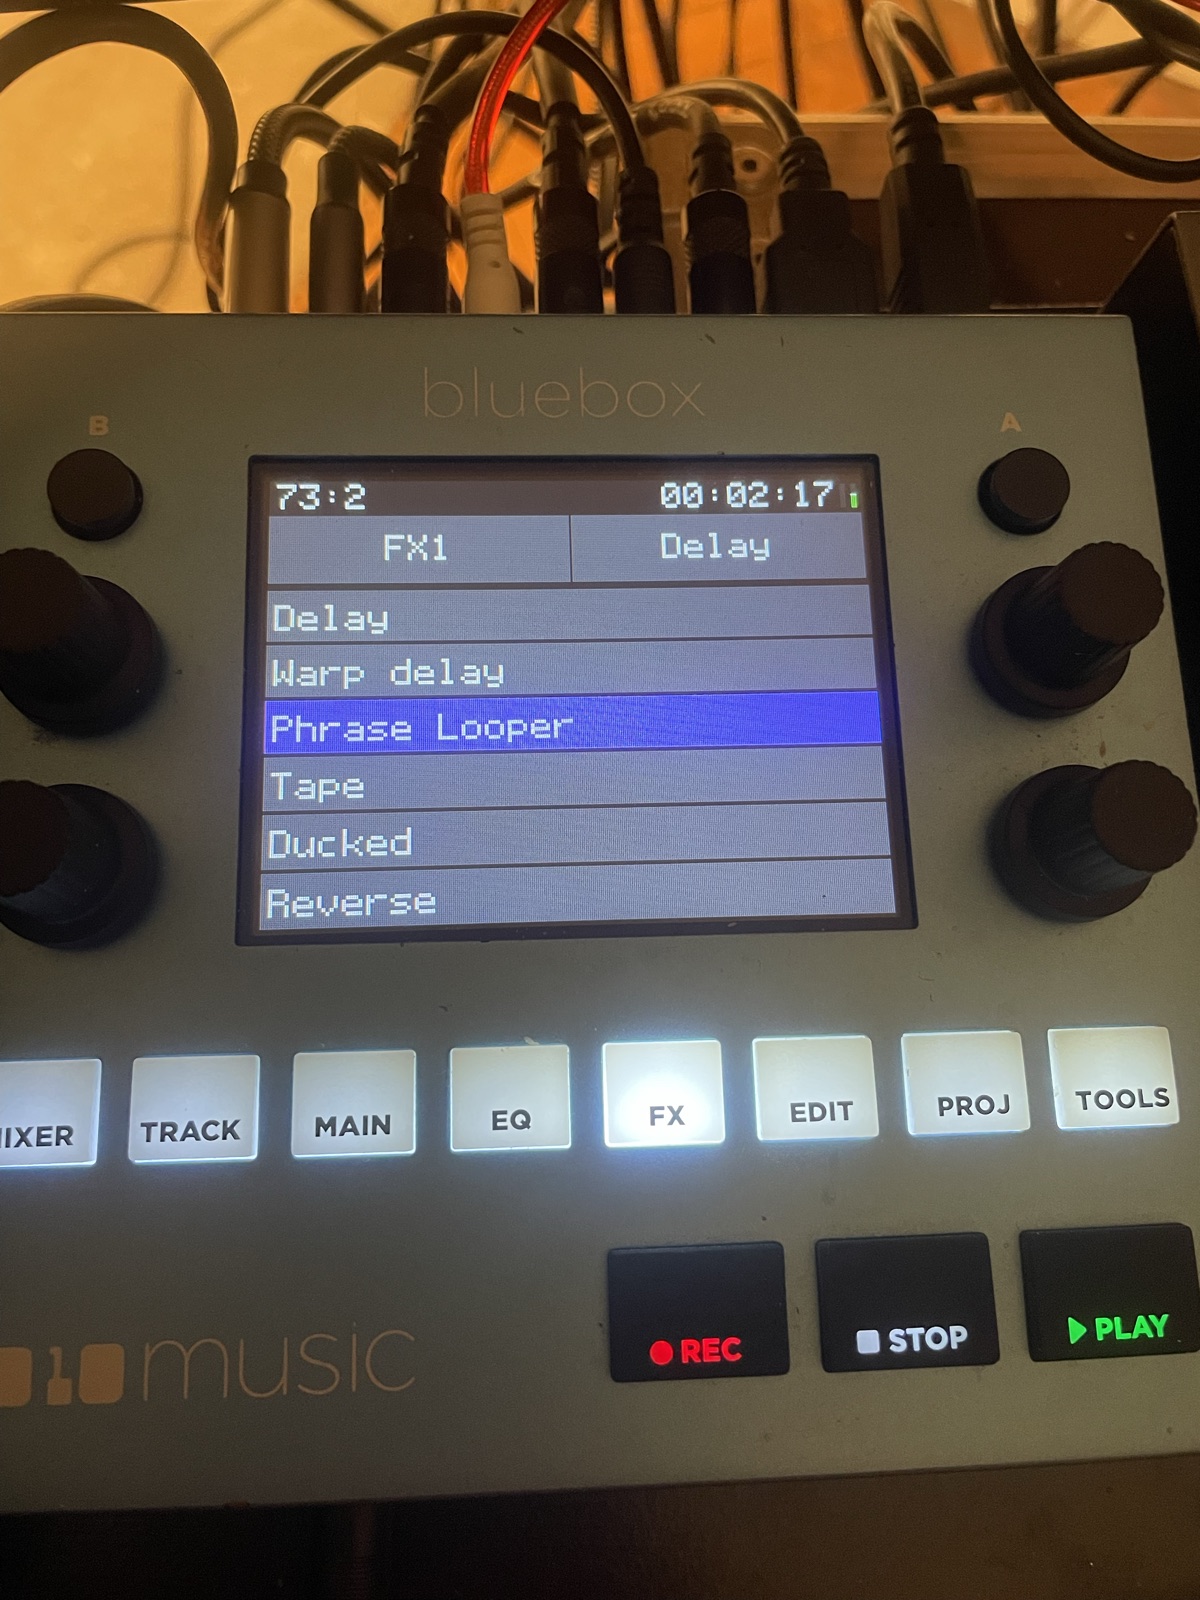 bluebox
B
A
73:2 00:02:17
FX1 Delay
Delay
Warp delay
Phrase Looper
Tape
Ducked
Reverse
MIXER TRACK MAIN EQ FX EDIT PROJ TOOLS
REC STOP PLAY
music